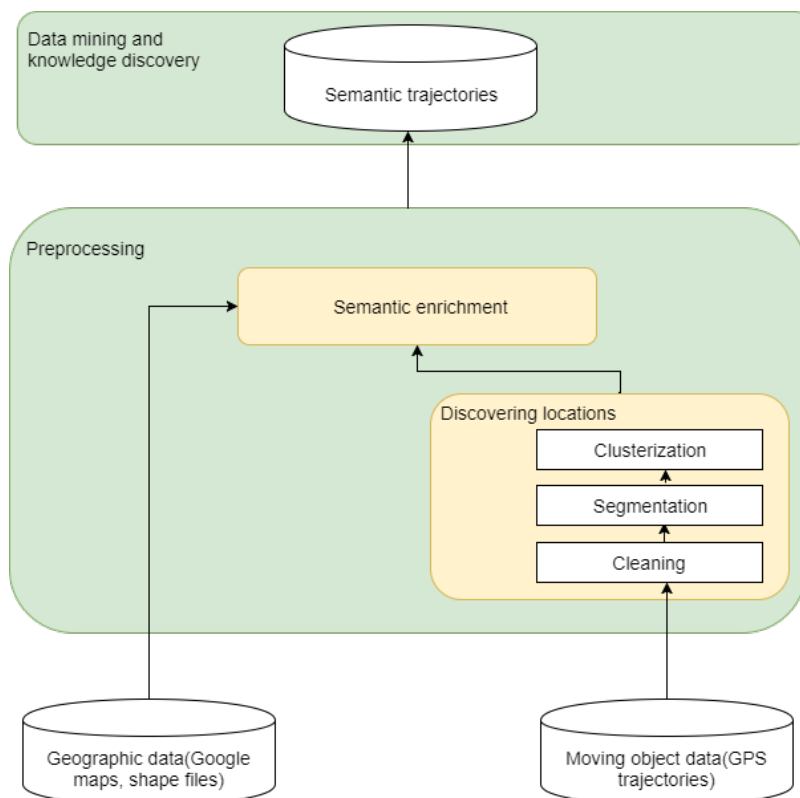 Data mining and
knowledge discovery
Semantic trajectories
Preprocessing
Semantic enrichment
Discovering locations
Clusterization
Segmentation
Cleaning
Geographic data(Google
maps, shape files)
Moving object data(GPS
trajectories)